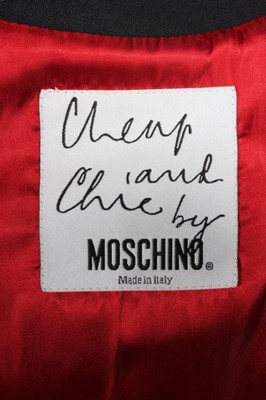 Cheap
and
Chic by
MOSCHINO®
Made in Italy